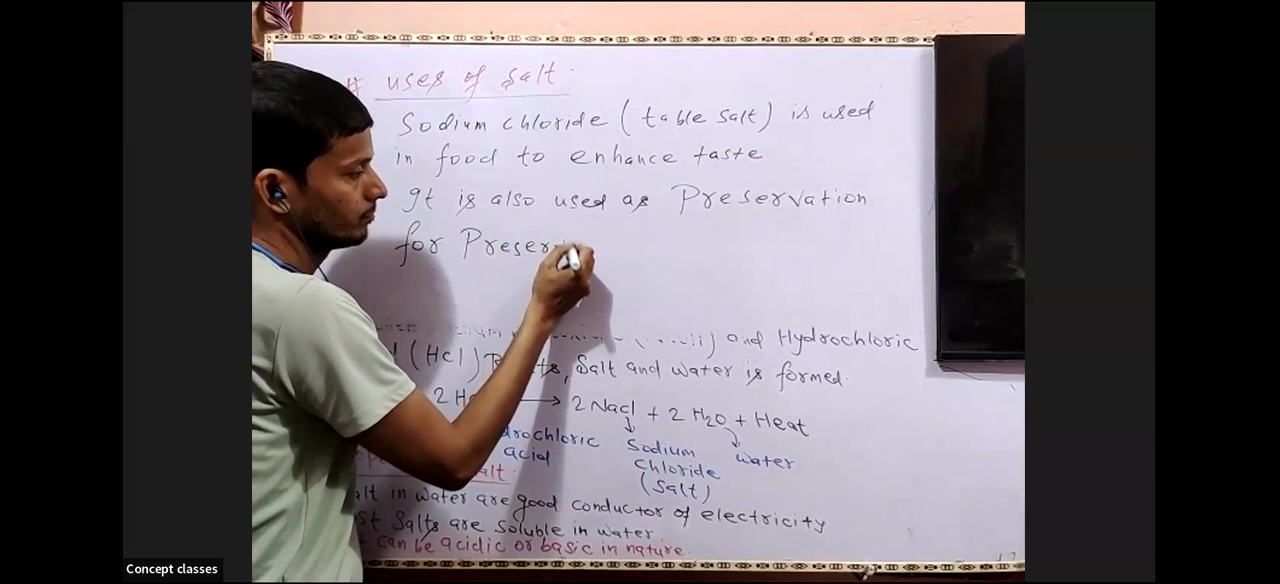 # uses of salt
Sodium chloride (table salt) is used
in food to enhance taste
It is also used as Preservation
for Preser
and Hydrochloric
(HCl) Salt and water is formed.
2 → 2 Nacl + 2 H2O + Heat
Sodium water
acid chloride
(Salt)
in water are good conductor of electricity
Salts are soluble in water.
can be acidic or basic in nature.
Concept classes